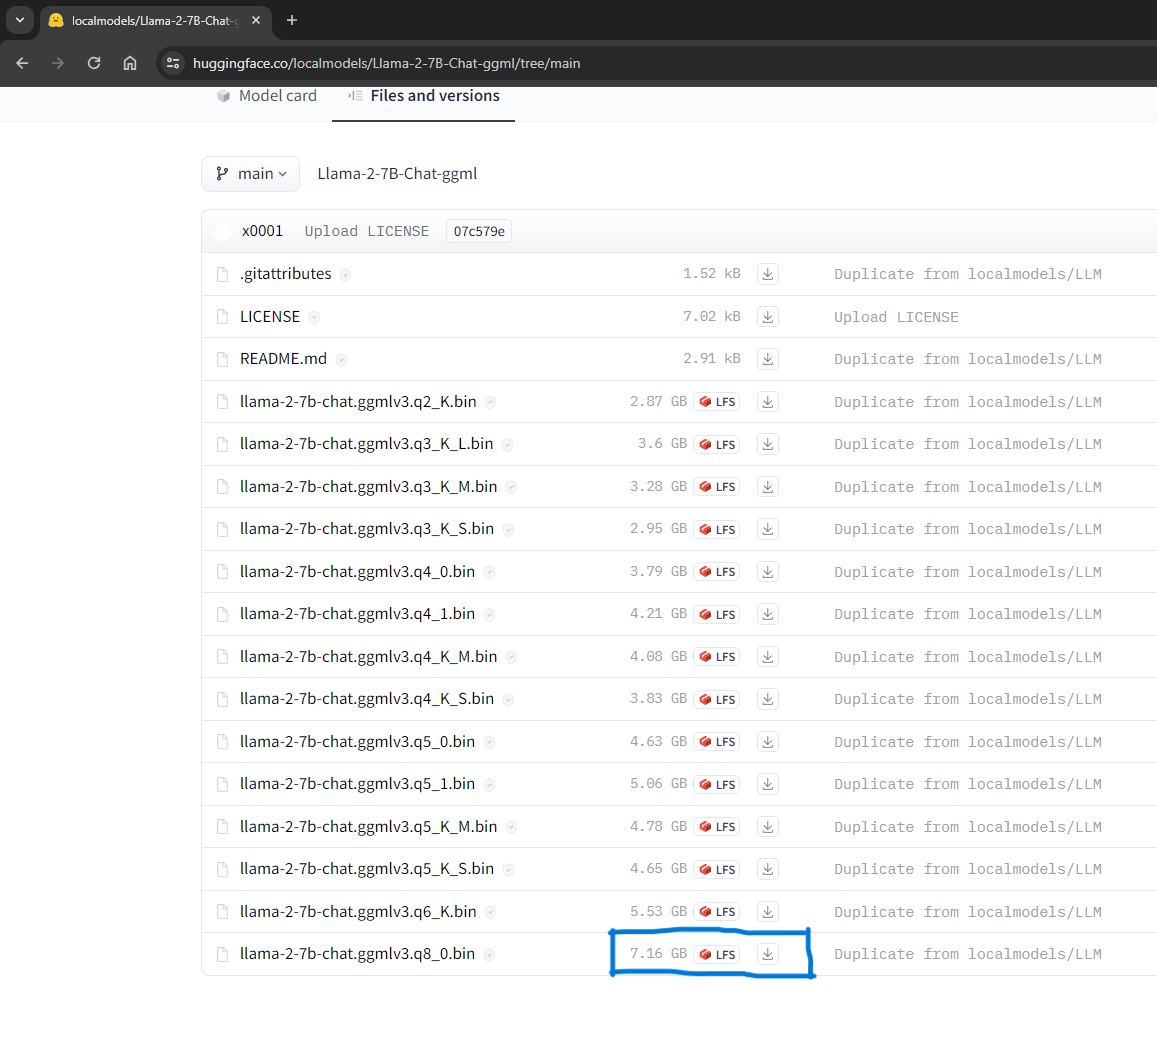 localmodels/Llama-2-7B-Chat-g
huggingface.co/localmodels/Llama-2-7B-Chat-ggml/tree/main
Model card Files and versions
main Llama-2-7B-Chat-ggml
x0001 Upload LICENSE 07c579e
.gitattributes 1.52 kB Duplicate from localmodels/LLM
LICENSE 7.02 kB Upload LICENSE
README.md 2.91 kB Duplicate from localmodels/LLM
llama-2-7b-chat.ggmlv3.q2_K.bin 2.87 GB LFS Duplicate from localmodels/LLM
llama-2-7b-chat.ggmlv3.q3_K_L.bin 3.6 GB LFS Duplicate from localmodels/LLM
llama-2-7b-chat.ggmlv3.q3_K_M.bin 3.28 GB LFS Duplicate from localmodels/LLM
llama-2-7b-chat.ggmlv3.q3_K_S.bin 2.95 GB LFS Duplicate from localmodels/LLM
llama-2-7b-chat.ggmlv3.q4_0.bin 3.79 GB LFS Duplicate from localmodels/LLM
llama-2-7b-chat.ggmlv3.q4_1.bin 4.21 GB LFS Duplicate from localmodels/LLM
llama-2-7b-chat.ggmlv3.q4_K_M.bin 4.08 GB LFS Duplicate from localmodels/LLM
llama-2-7b-chat.ggmlv3.q4_K_S.bin 3.83 GB LFS Duplicate from localmodels/LLM
llama-2-7b-chat.ggmlv3.q5_0.bin 4.63 GB LFS Duplicate from localmodels/LLM
llama-2-7b-chat.ggmlv3.q5_1.bin 5.06 GB LFS Duplicate from localmodels/LLM
llama-2-7b-chat.ggmlv3.q5_K_M.bin 4.78 GB LFS Duplicate from localmodels/LLM
llama-2-7b-chat.ggmlv3.q5_K_S.bin 4.65 GB LFS Duplicate from localmodels/LLM
llama-2-7b-chat.ggmlv3.q6_K.bin 5.53 GB LFS Duplicate from localmodels/LLM
llama-2-7b-chat.ggmlv3.q8_0.bin 7.16 GB LFS Duplicate from localmodels/LLM